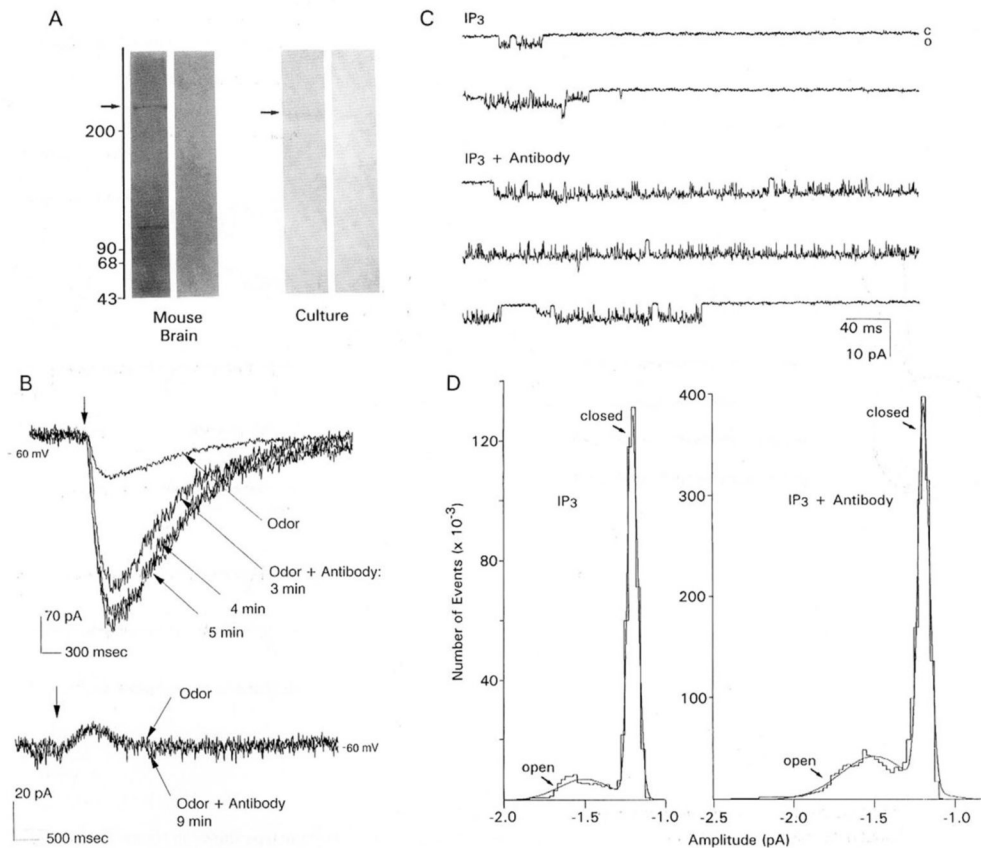 A
200
90
68
43
Mouse
Brain
Culture
B
- 60 mV
Odor
Odor + Antibody:
3 min
4 min
5 min
70 pA
300 msec
Odor
-60 mV
Odor + Antibody
9 min
20 pA
500 msec
C
IP3
c
o
IP3 + Antibody
40 ms
10 pA
D
Number of Events (x 10-3)
120
80
40
closed
IP3
open
-2.0
-1.5
-1.0
400
300
200
100
closed
IP3 + Antibody
open
-2.5
-2.0
-1.5
-1.0
Amplitude (pA)